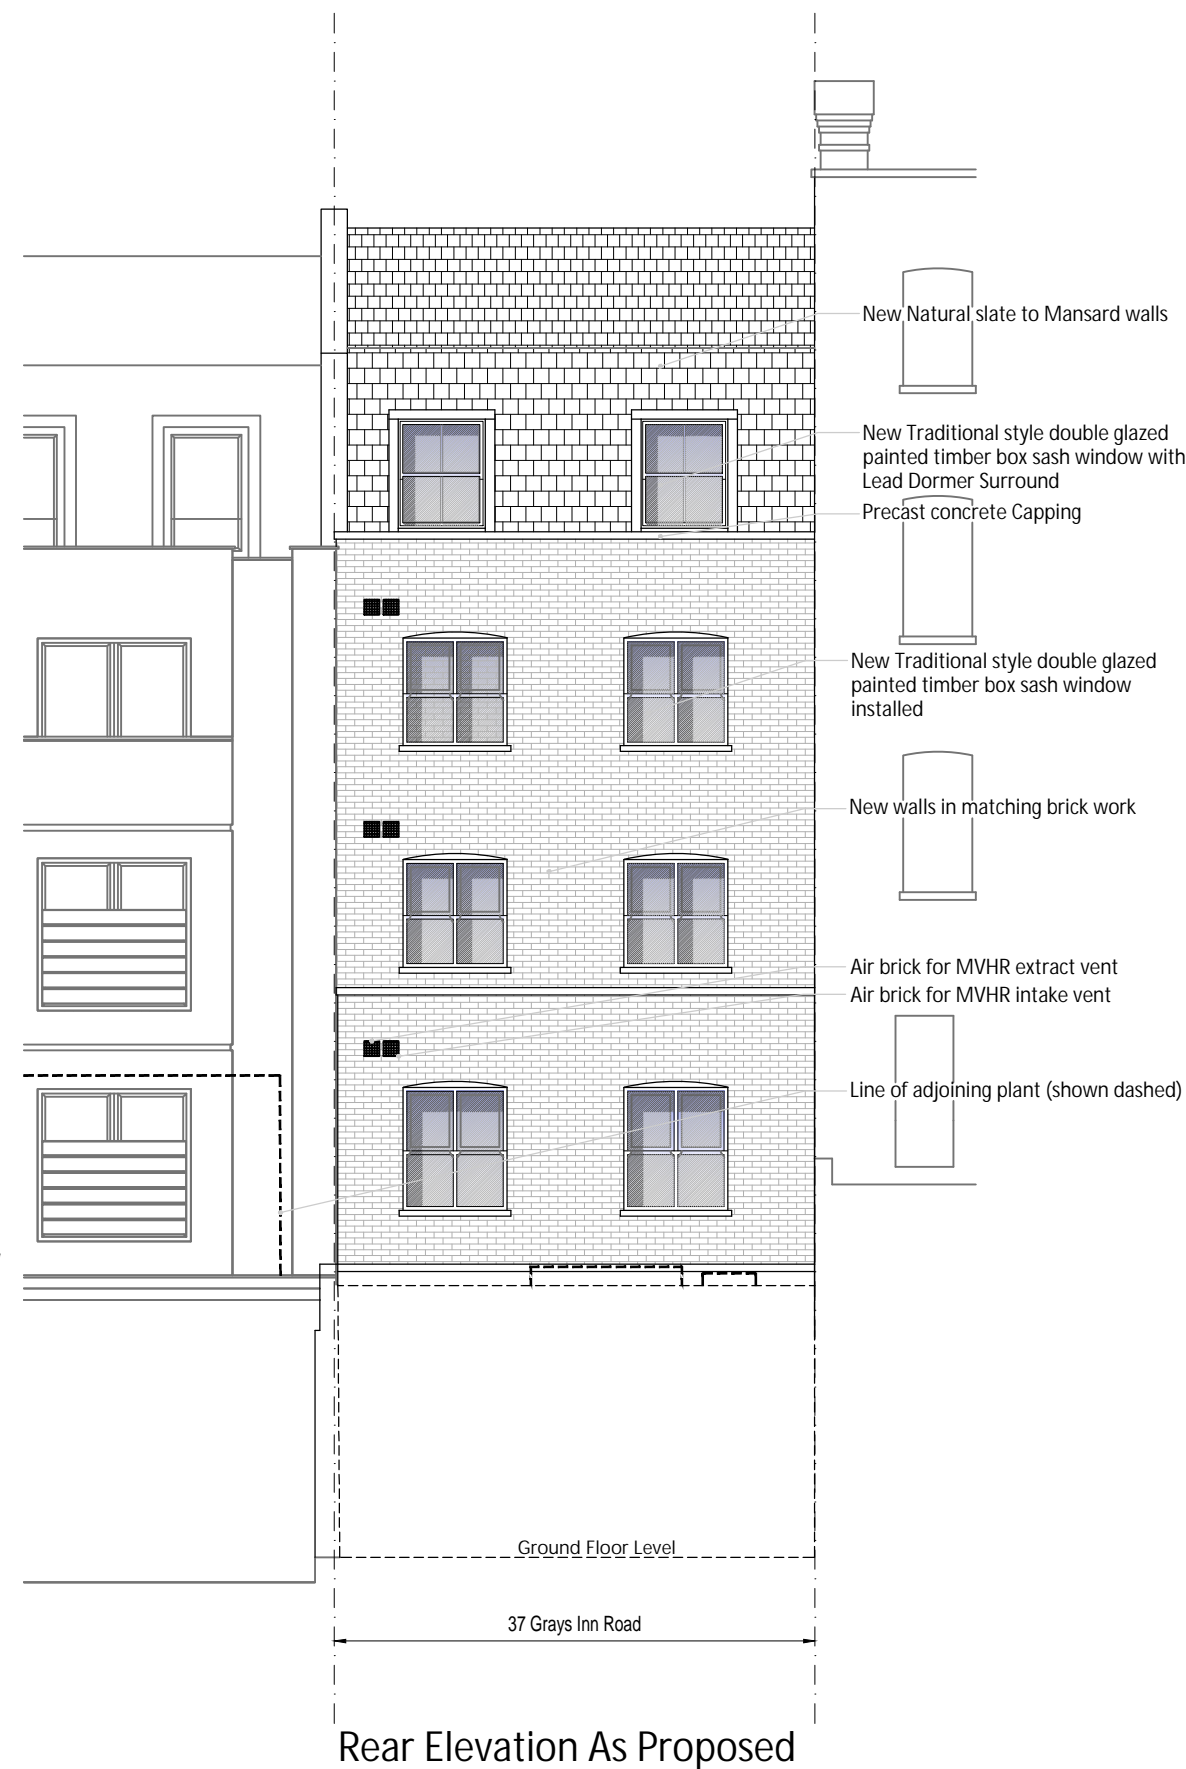 New Natural slate to Mansard walls
New Traditional style double glazed
painted timber box sash window with
Lead Dormer Surround
Precast concrete Capping
New Traditional style double glazed
painted timber box sash window
installed
New walls in matching brick work
Air brick for MVHR extract vent
Air brick for MVHR intake vent
Line of adjoining plant (shown dashed)
Ground Floor Level
37 Grays Inn Road
Rear Elevation As Proposed